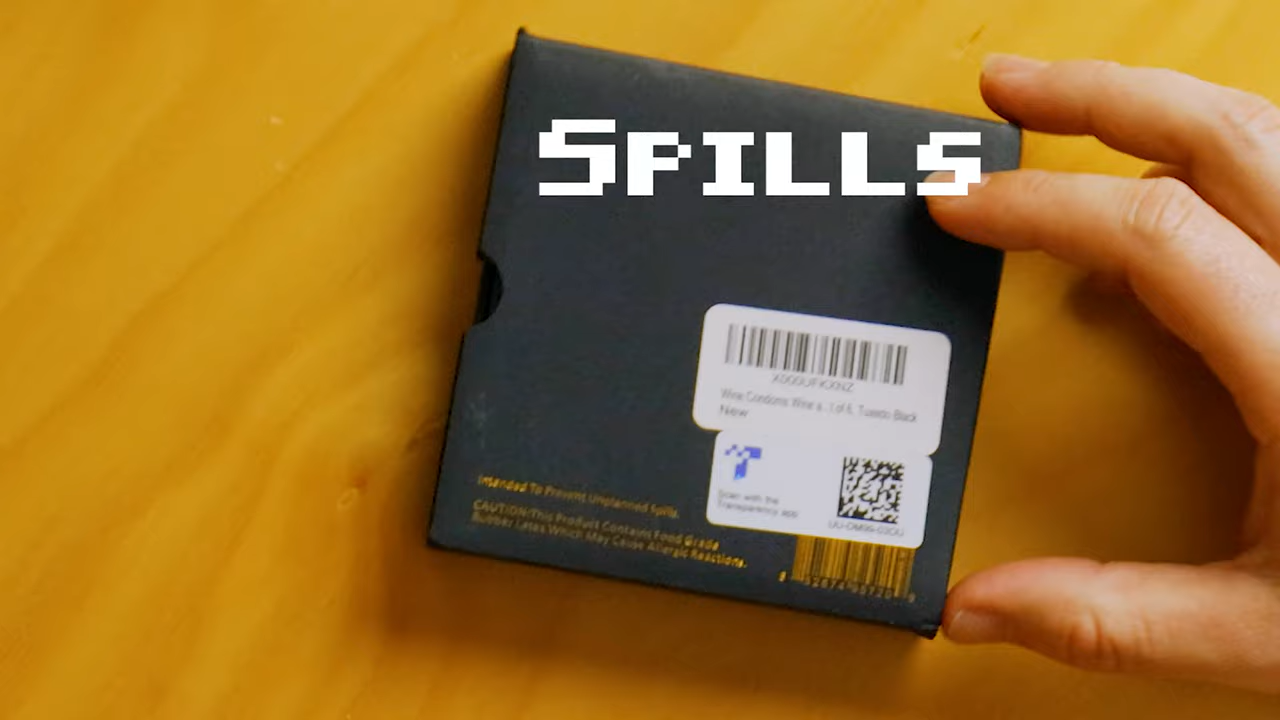 SPILLS
X000UFKXNZ
Wine Condoms Wine a...t of 6, Tuxedo Black
New
Scan with the
Transparency app
Intended To Prevent Unplanned Spills.
CAUTION: This Product Contains Food Grade
Rubber Latex Which May Cause Allergic Reactions.